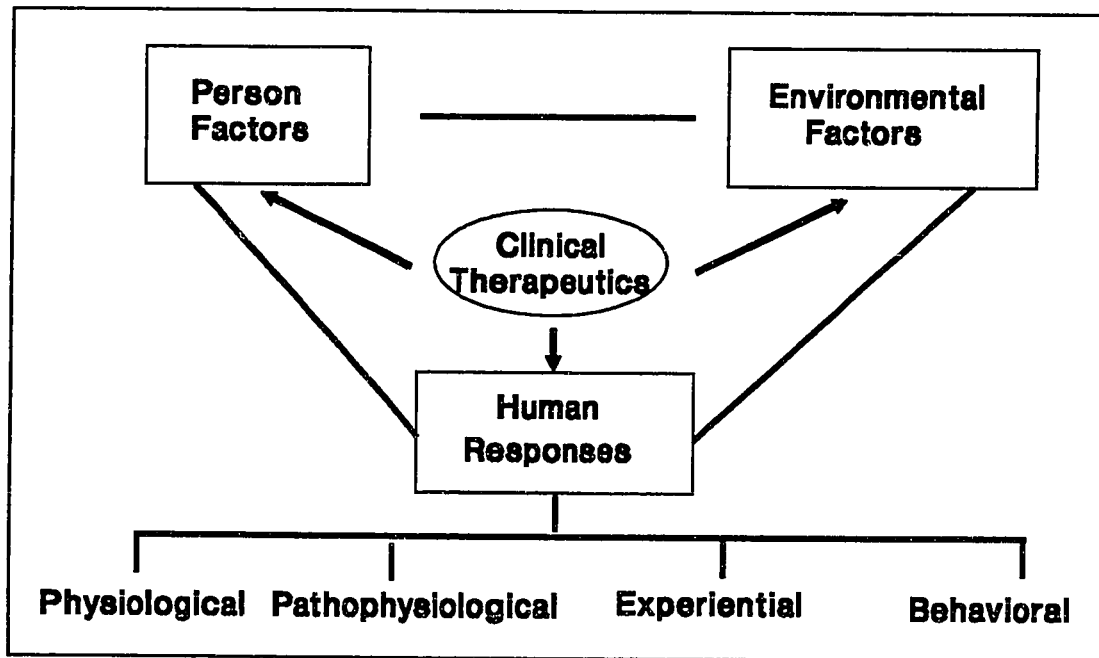 Person
Factors
Environmental
Factors
Clinical
Therapeutics
Human
Responses
Physiological
Pathophysiological
Experiential
Behavioral